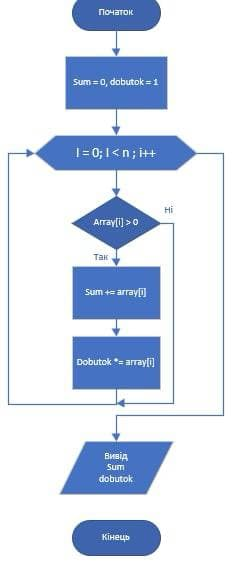 Початок
Sum = 0, dobutok = 1
I = 0; I < n ; i++
Array[i] > 0
Ні
Так
Sum += array[i]
Dobutok *= array[i]
Вивід
Sum
dobutok
Кінець